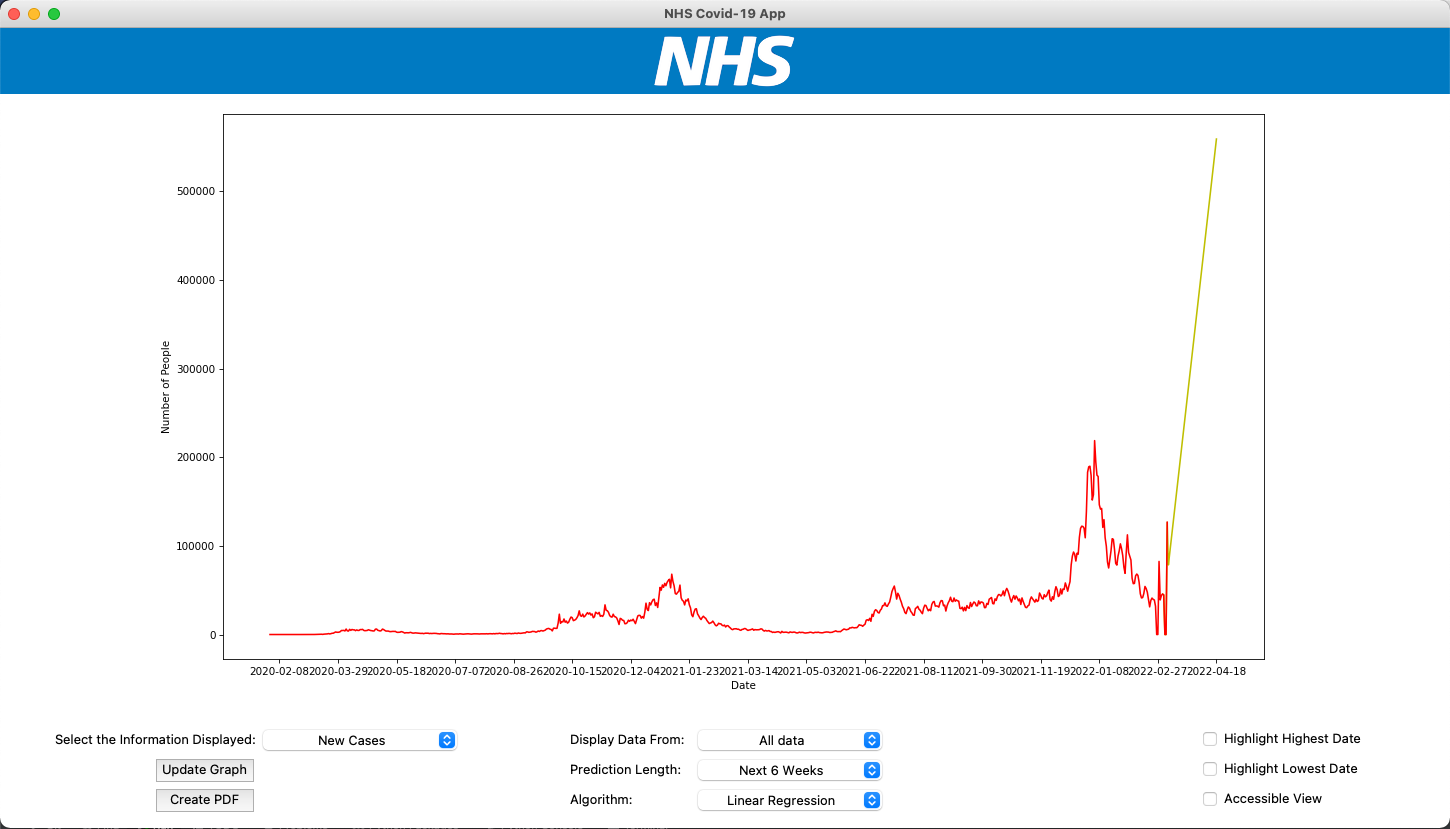 NHS Covid-19 App
NHS
500000
400000
300000
200000
100000
0
Number of People
2020-02-08 2020-03-29 2020-05-18 2020-07-07 2020-08-26 2020-10-15 2020-12-04 2021-01-23 2021-03-14 2021-05-03 2021-06-22 2021-08-11 2021-09-30 2021-11-19 2022-01-08 2022-02-27 2022-04-18
Date
Select the Information Displayed: New Cases
Display Data From: All data
Highlight Highest Date
Update Graph
Prediction Length: Next 6 Weeks
Highlight Lowest Date
Create PDF
Algorithm: Linear Regression
Accessible View